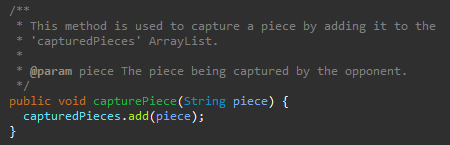 /**
 * This method is used to capture a piece by adding it to the
 * 'capturedPieces' ArrayList.
 *
 * @param piece The piece being captured by the opponent.
 */
public void capturePiece(String piece) {
  capturedPieces.add(piece);
}